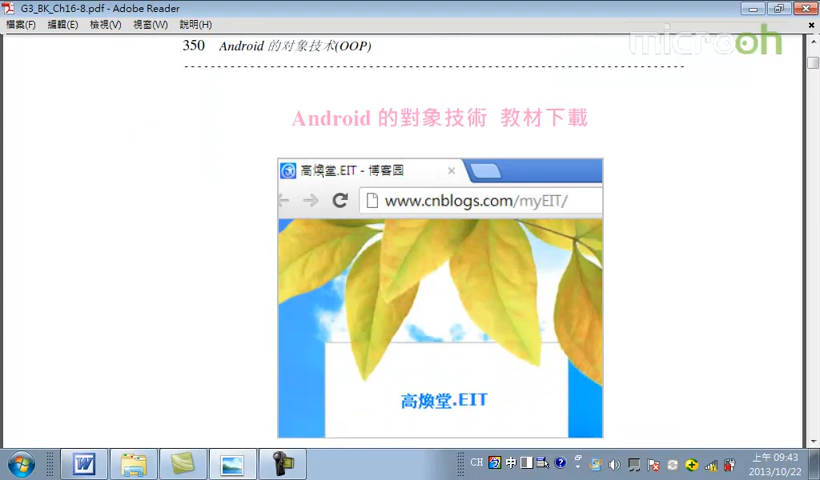 G3_BK_Ch16-8.pdf - Adobe Reader
檔案(F) 編輯(E) 檢視(V) 視窗(W) 說明(H)
microoh
350 Android 的对象技术(OOP)
Android 的對象技術 教材下載
高煥堂.EIT - 博客园
www.cnblogs.com/myEIT/
高煥堂.EIT
CH 中
上午 09:43
2013/10/22